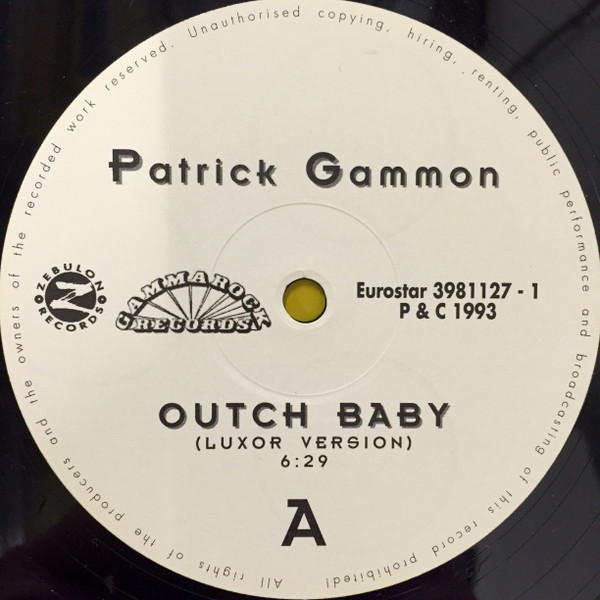 Patrick Gammon
ZEBULON
RECORDS
GAMMAROCK
RECORDS
Eurostar 3981127 - 1
P & C 1993
OUTCH BABY
(LUXOR VERSION)
6:29
A
All rights of the producers and the owners of the recorded work reserved. Unauthorised copying, hiring, renting, public performance and broadcasting of this record prohibited!